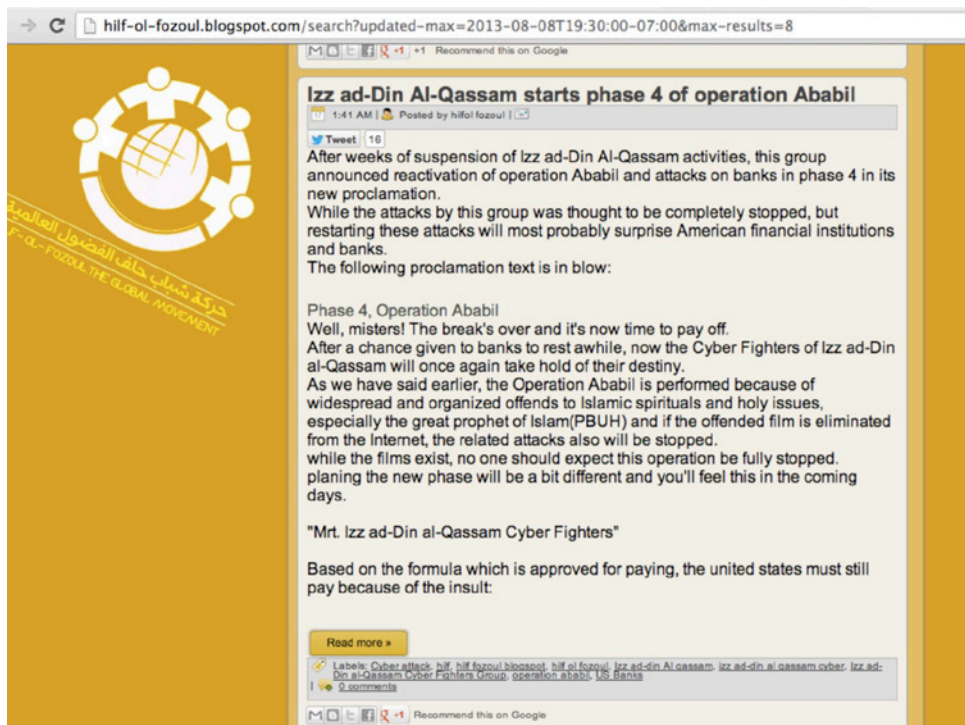 hilf-ol-fozoul.blogspot.com/search?updated-max=2013-08-08T19:30:00-07:00&max-results=8
+1 +1 Recommend this on Google
Izz ad-Din Al-Qassam starts phase 4 of operation Ababil
1:41 AM | Posted by hilfol fozoul |
Tweet 16
After weeks of suspension of Izz ad-Din Al-Qassam activities, this group
announced reactivation of operation Ababil and attacks on banks in phase 4 in its
new proclamation.
While the attacks by this group was thought to be completely stopped, but
restarting these attacks will most probably surprise American financial institutions
and banks.
The following proclamation text is in blow:
Phase 4, Operation Ababil
Well, misters! The break's over and it's now time to pay off.
After a chance given to banks to rest awhile, now the Cyber Fighters of Izz ad-Din
al-Qassam will once again take hold of their destiny.
As we have said earlier, the Operation Ababil is performed because of
widespread and organized offends to Islamic spirituals and holy issues,
especially the great prophet of Islam(PBUH) and if the offended film is eliminated
from the Internet, the related attacks also will be stopped.
while the films exist, no one should expect this operation be fully stopped.
planing the new phase will be a bit different and you'll feel this in the coming
days.
"Mrt. Izz ad-Din al-Qassam Cyber Fighters"
Based on the formula which is approved for paying, the united states must still
pay because of the insult:
Read more »
Labels: Cyber attack, hilf, hilf fozoul blogspot, hilf ol fozoul, Izz ad-din Al qassam, izz ad-din al qassam cyber, Izz ad-
Din al-Qassam Cyber Fighters Group, operation ababil, US Banks
| 0 comments
+1 Recommend this on Google
حركة شباب حلف الفضول العالمية
F-OL-FOZOUL THE GLOBAL MOVEMENT